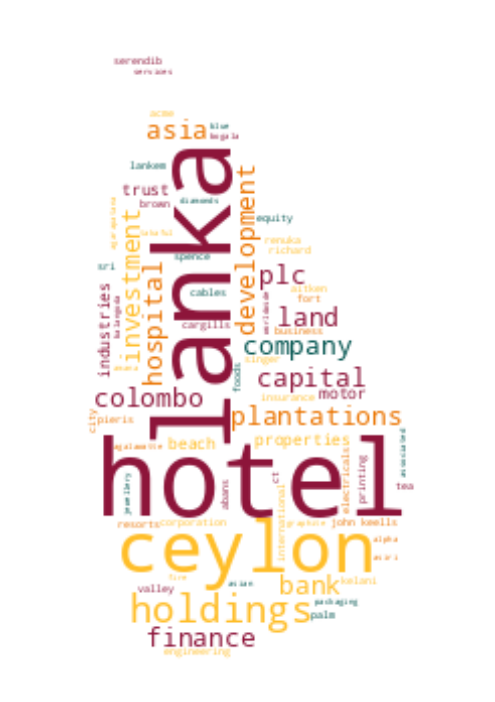 serendib
services
acme
asia
blue
bogala
lankem
trust
brown
diamonds
equity
lanka
development
investment
hospital
renuka
richard
spence
sri
plc
cables
aitken
fort
industries
land
cargills
business
company
singer
foods
capital
motor
insurance
colombo
plantations
city
pieris
beach
properties
hotel
associated
electricals
printing
tea
abans
ct
international
resorts
corporation
graphite
john keells
ceylon
alpha
asiri
asian
bank
kelani
valley
holdings
packaging
palm
finance
engineering